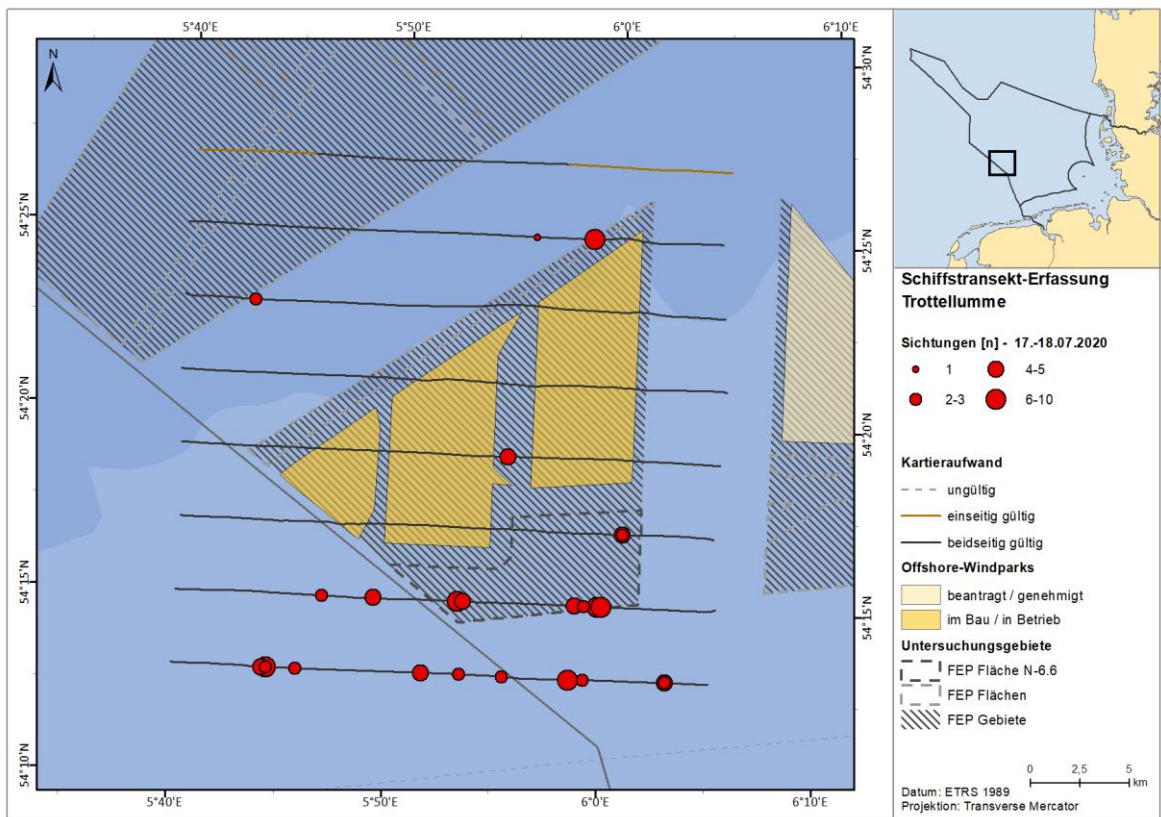 5°40'E 5°50'E 6°0'E 6°10'E
N
54°30'N
54°25'N
54°25'N
54°20'N
54°20'N
54°15'N
54°15'N
54°10'N
5°40'E 5°50'E 6°0'E 6°10'E
Schiffstransekt-Erfassung
Trottellumme
Sichtungen [n] - 17.-18.07.2020
1 4-5
2-3 6-10
Kartieraufwand
ungültig
einseitig gültig
beidseitig gültig
Offshore-Windparks
beantragt / genehmigt
im Bau / in Betrieb
Untersuchungsgebiete
FEP Fläche N-6.6
FEP Flächen
FEP Gebiete
0 2,5 5
km
Datum: ETRS 1989
Projektion: Transverse Mercator